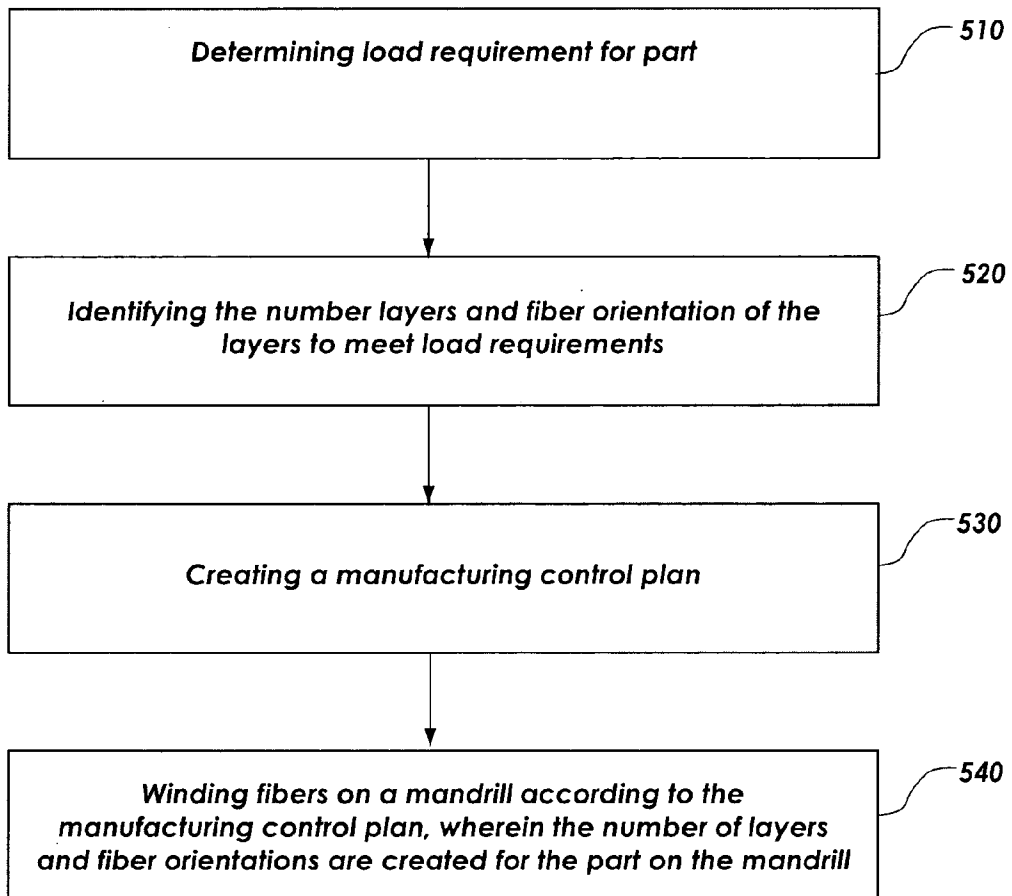 Determining load requirement for part
510
Identifying the number layers and fiber orientation of the
layers to meet load requirements
520
Creating a manufacturing control plan
530
Winding fibers on a mandrill according to the
manufacturing control plan, wherein the number of layers
and fiber orientations are created for the part on the mandrill
540